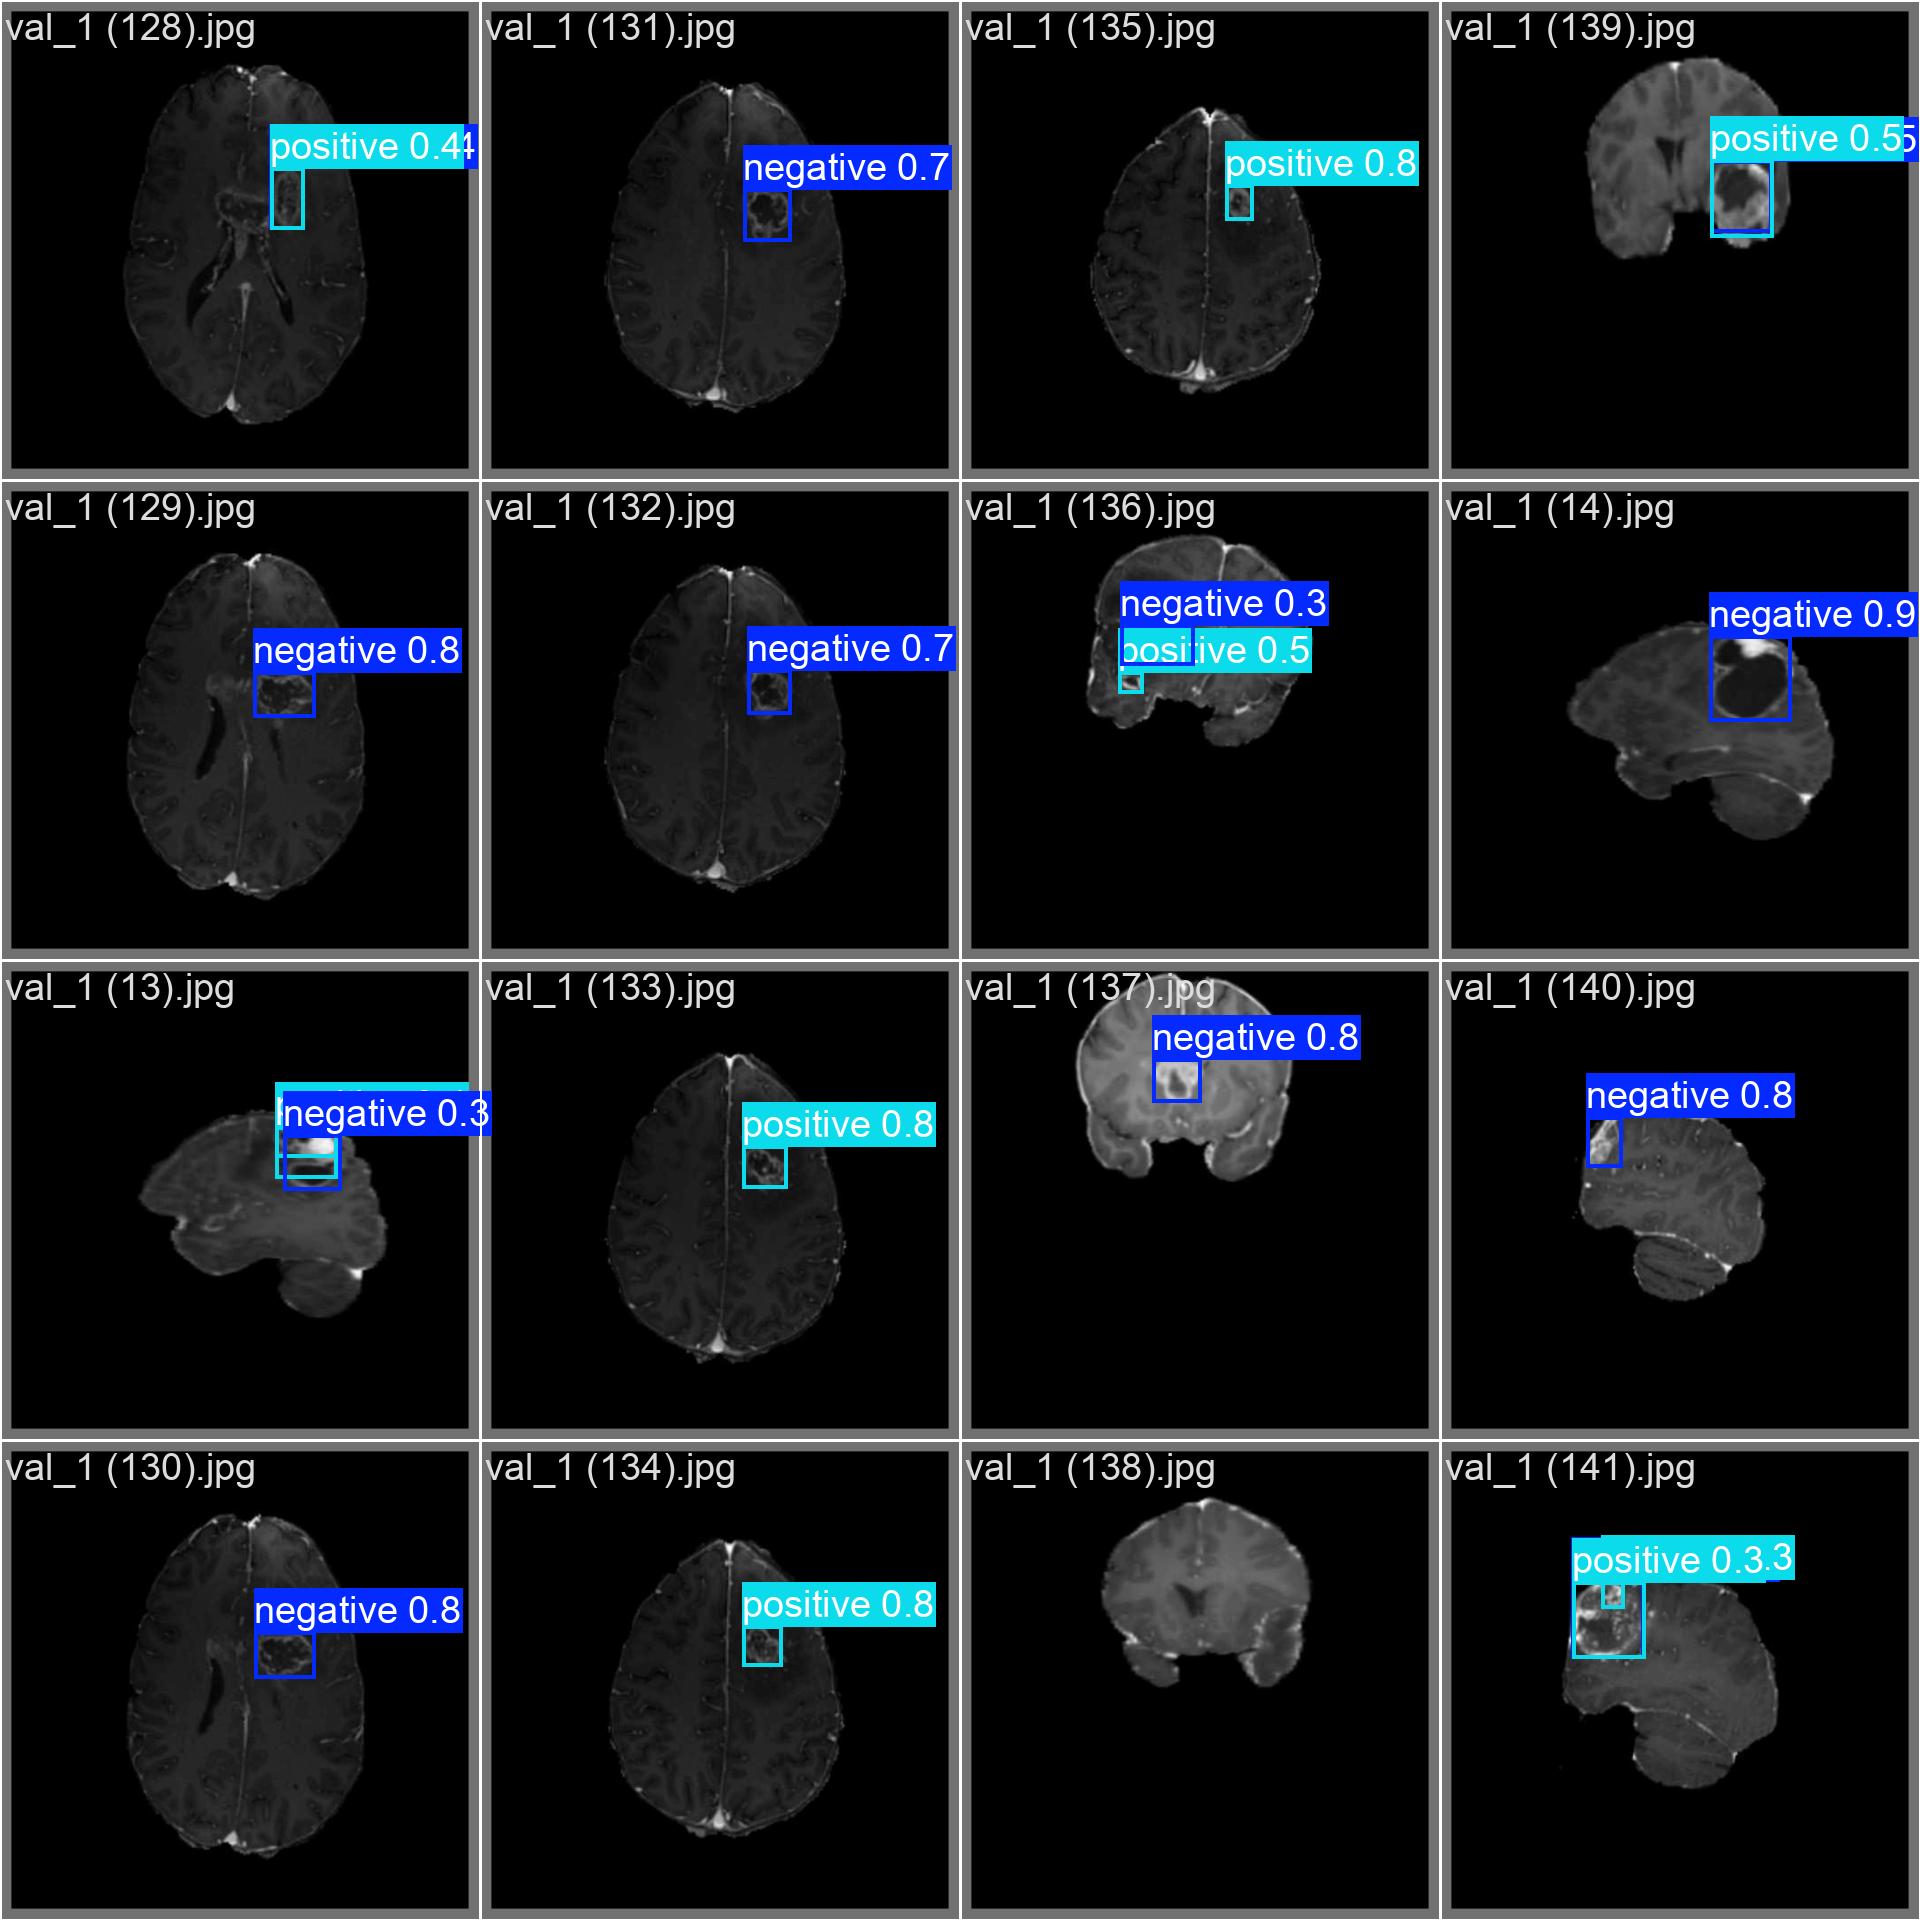 val_1 (128).jpg
positive 0.44
val_1 (131).jpg
negative 0.7
val_1 (135).jpg
positive 0.8
val_1 (139).jpg
positive 0.55
val_1 (129).jpg
negative 0.8
val_1 (132).jpg
negative 0.7
val_1 (136).jpg
negative 0.3
positive 0.5
val_1 (14).jpg
negative 0.9
val_1 (13).jpg
negative 0.3
val_1 (133).jpg
positive 0.8
val_1 (137).jpg
negative 0.8
val_1 (140).jpg
negative 0.8
val_1 (130).jpg
negative 0.8
val_1 (134).jpg
positive 0.8
val_1 (138).jpg
val_1 (141).jpg
positive 0.3.3